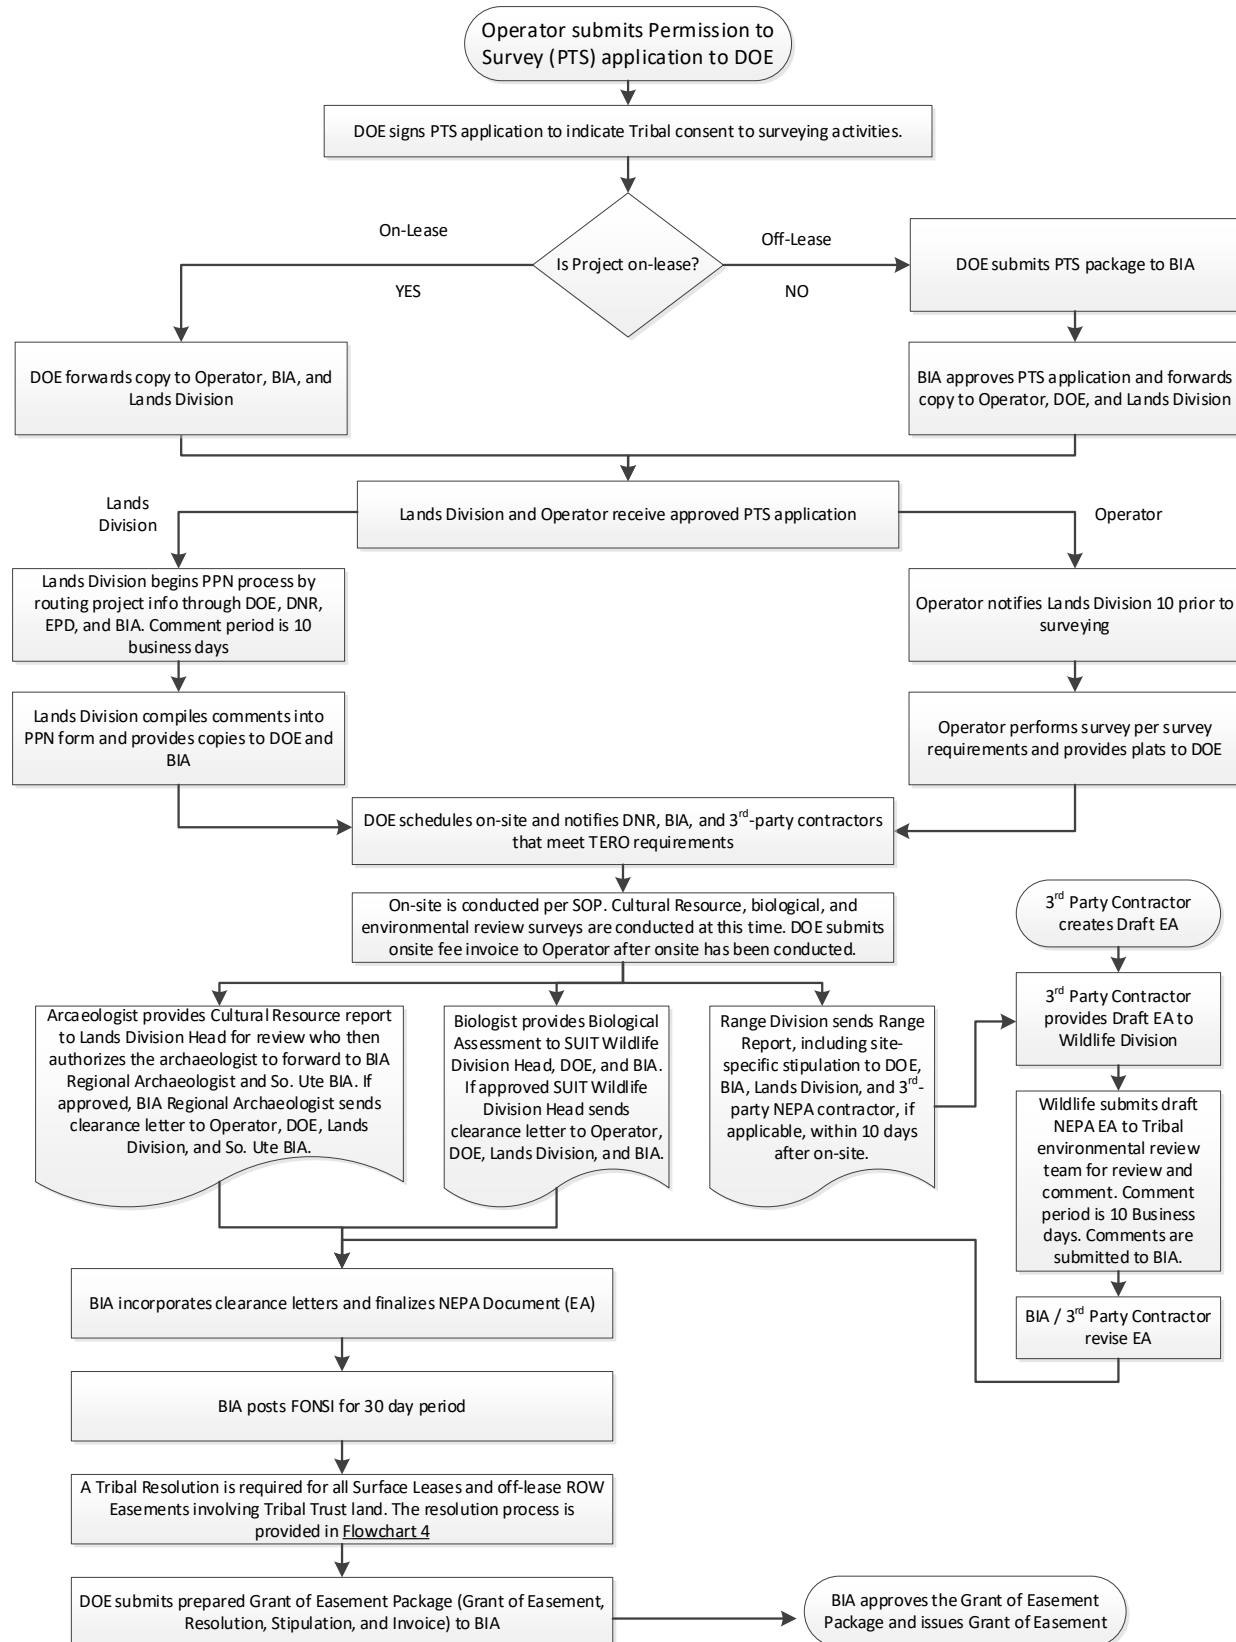 Operator submits Permission to
Survey (PTS) application to DOE
DOE signs PTS application to indicate Tribal consent to surveying activities.
On-Lease
Off-Lease
Is Project on-lease?
YES
NO
DOE submits PTS package to BIA
DOE forwards copy to Operator, BIA, and
Lands Division
BIA approves PTS application and forwards
copy to Operator, DOE, and Lands Division
Lands Division and Operator receive approved PTS application
Lands
Division
Operator
Lands Division begins PPN process by
routing project info through DOE, DNR,
EPD, and BIA. Comment period is 10
business days
Operator notifies Lands Division 10 prior to
surveying
Lands Division compiles comments into
PPN form and provides copies to DOE and
BIA
Operator performs survey per survey
requirements and provides plats to DOE
DOE schedules on-site and notifies DNR, BIA, and 3rd-party contractors
that meet TERO requirements
On-site is conducted per SOP. Cultural Resource, biological, and
environmental review surveys are conducted at this time. DOE submits
onsite fee invoice to Operator after onsite has been conducted.
3rd Party Contractor
creates Draft EA
Arcaeologist provides Cultural Resource report
to Lands Division Head for review who then
authorizes the archaeologist to forward to BIA
Regional Archaeologist and So. Ute BIA. If
approved, BIA Regional Archaeologist sends
clearance letter to Operator, DOE, Lands
Division, and So. Ute BIA.
Biologist provides Biological
Assessment to SUIT Wildlife
Division Head, DOE, and BIA.
If approved SUIT Wildlife
Division Head sends
clearance letter to Operator,
DOE, Lands Division, and BIA.
Range Division sends Range
Report, including site-
specific stipulation to DOE,
BIA, Lands Division, and 3rd-
party NEPA contractor, if
applicable, within 10 days
after on-site.
3rd Party Contractor
provides Draft EA to
Wildlife Division
Wildlife submits draft
NEPA EA to Tribal
environmental review
team for review and
comment. Comment
period is 10 Business
days. Comments are
submitted to BIA.
BIA / 3rd Party Contractor
revise EA
BIA incorporates clearance letters and finalizes NEPA Document (EA)
BIA posts FONSI for 30 day period
A Tribal Resolution is required for all Surface Leases and off-lease ROW
Easements involving Tribal Trust land. The resolution process is
provided in Flowchart 4
DOE submits prepared Grant of Easement Package (Grant of Easement,
Resolution, Stipulation, and Invoice) to BIA
BIA approves the Grant of Easement
Package and issues Grant of Easement